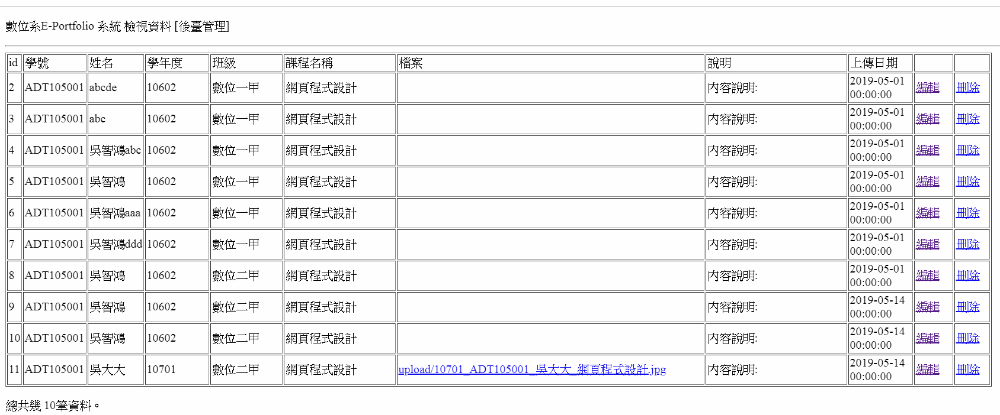 數位系E-Portfolio 系統 檢視資料 [後臺管理]
id 學號 姓名 學年度 班級 課程名稱 檔案 說明 上傳日期
2 ADT105001 abcde 10602 數位一甲 網頁程式設計 內容說明: 2019-05-01 00:00:00 編輯 刪除
3 ADT105001 abc 10602 數位一甲 網頁程式設計 內容說明: 2019-05-01 00:00:00 編輯 刪除
4 ADT105001 吳智鴻abc 10602 數位一甲 網頁程式設計 內容說明: 2019-05-01 00:00:00 編輯 刪除
5 ADT105001 吳智鴻 10602 數位一甲 網頁程式設計 內容說明: 2019-05-01 00:00:00 編輯 刪除
6 ADT105001 吳智鴻aaa 10602 數位一甲 網頁程式設計 內容說明: 2019-05-01 00:00:00 編輯 刪除
7 ADT105001 吳智鴻ddd 10602 數位一甲 網頁程式設計 內容說明: 2019-05-01 00:00:00 編輯 刪除
8 ADT105001 吳智鴻 10602 數位二甲 網頁程式設計 內容說明: 2019-05-01 00:00:00 編輯 刪除
9 ADT105001 吳智鴻 10602 數位二甲 網頁程式設計 內容說明: 2019-05-14 00:00:00 編輯 刪除
10 ADT105001 吳智鴻 10602 數位二甲 網頁程式設計 內容說明: 2019-05-14 00:00:00 編輯 刪除
11 ADT105001 吳大大 10701 數位二甲 網頁程式設計 upload/10701_ADT105001_吳大大_網頁程式設計.jpg 內容說明: 2019-05-14 00:00:00 編輯 刪除
總共幾 10筆資料。